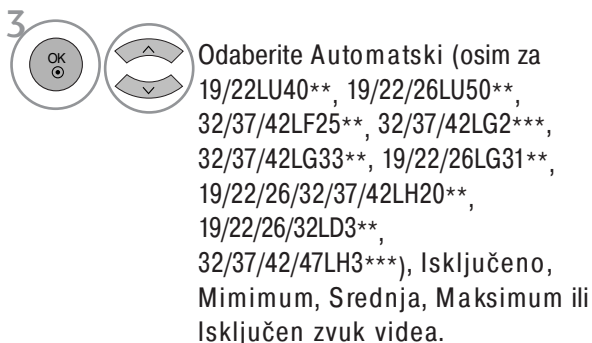 3
OK
Odaberite Automatski (osim za
19/22LU40**, 19/22/26LU50**,
32/37/42LF25**, 32/37/42LG2***,
32/37/42LG33**, 19/22/26LG31**,
19/22/26/32/37/42LH20**,
19/22/26/32LD3**,
32/37/42/47LH3***), Isključeno,
Mimimum, Srednja, Maksimum ili
Isključen zvuk videa.